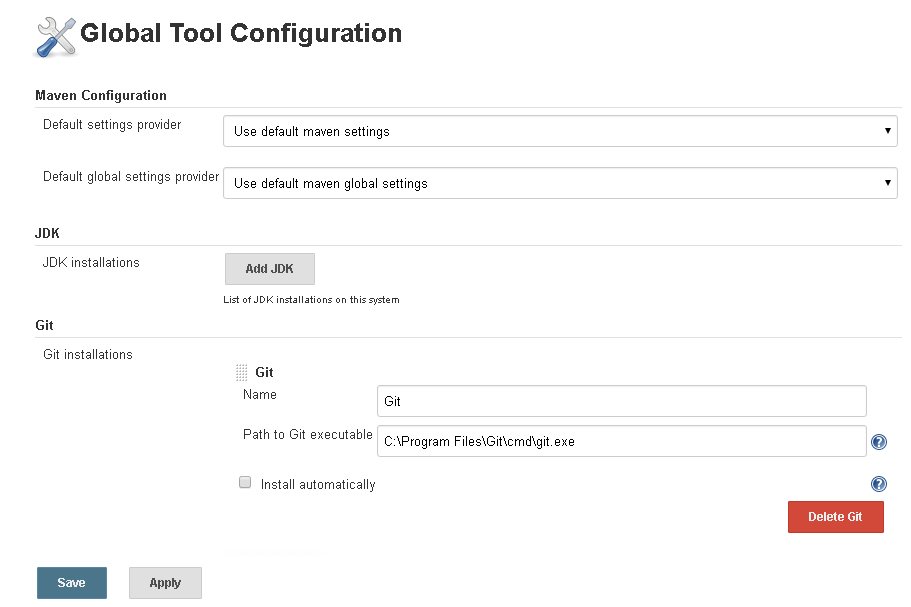 Global Tool Configuration
Maven Configuration
Default settings provider
Use default maven settings
Default global settings provider
Use default maven global settings
JDK
JDK installations
Add JDK
List of JDK installations on this system
Git
Git installations
Git
Name
Git
Path to Git executable
C:\Program Files\Git\cmd\git.exe
Install automatically
Delete Git
Save
Apply